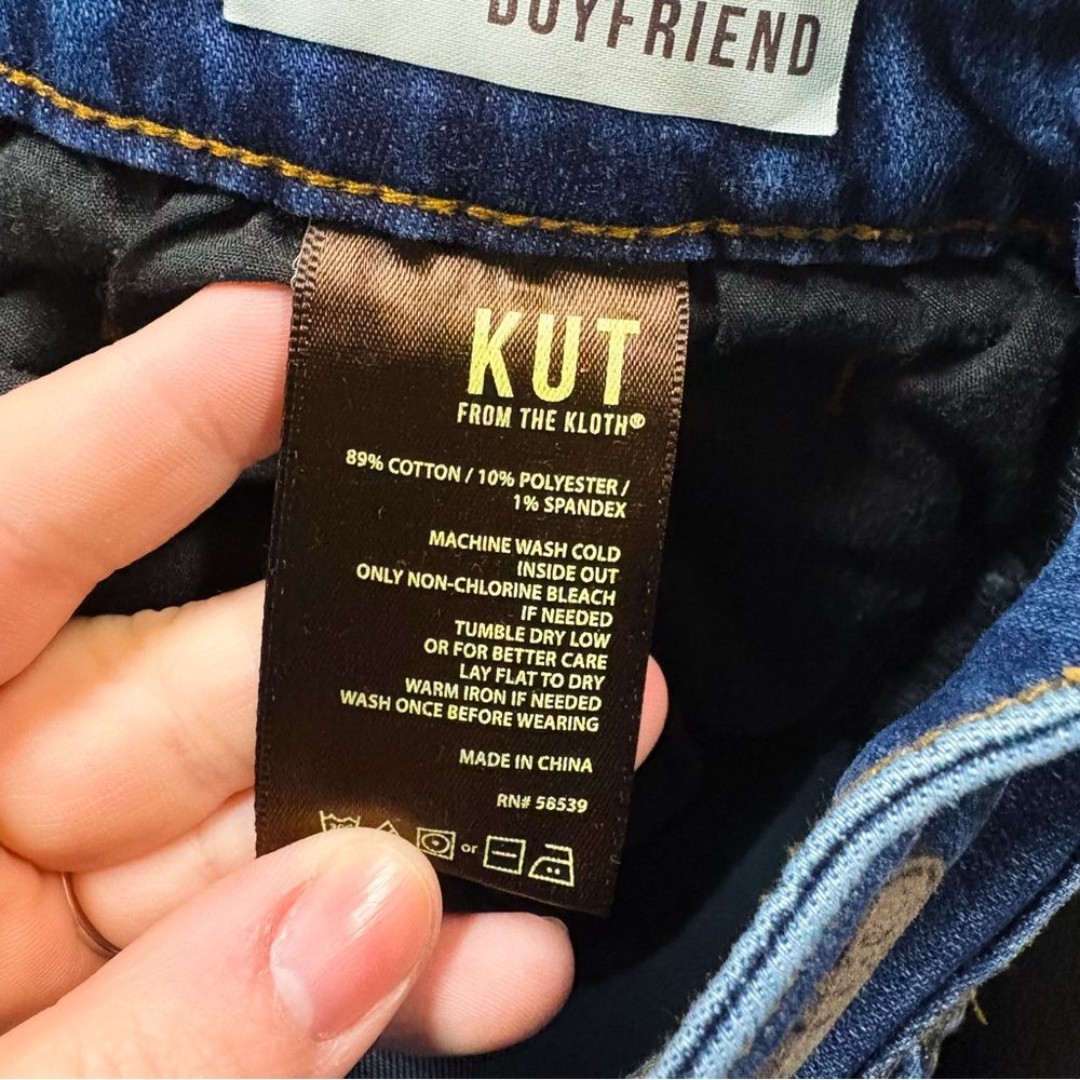 BOYFRIEND
KUT
FROM THE KLOTH®
89% COTTON / 10% POLYESTER /
1% SPANDEX
MACHINE WASH COLD
INSIDE OUT
ONLY NON-CHLORINE BLEACH
IF NEEDED
TUMBLE DRY LOW
OR FOR BETTER CARE
LAY FLAT TO DRY
WARM IRON IF NEEDED
WASH ONCE BEFORE WEARING
MADE IN CHINA
RN# 58539
or